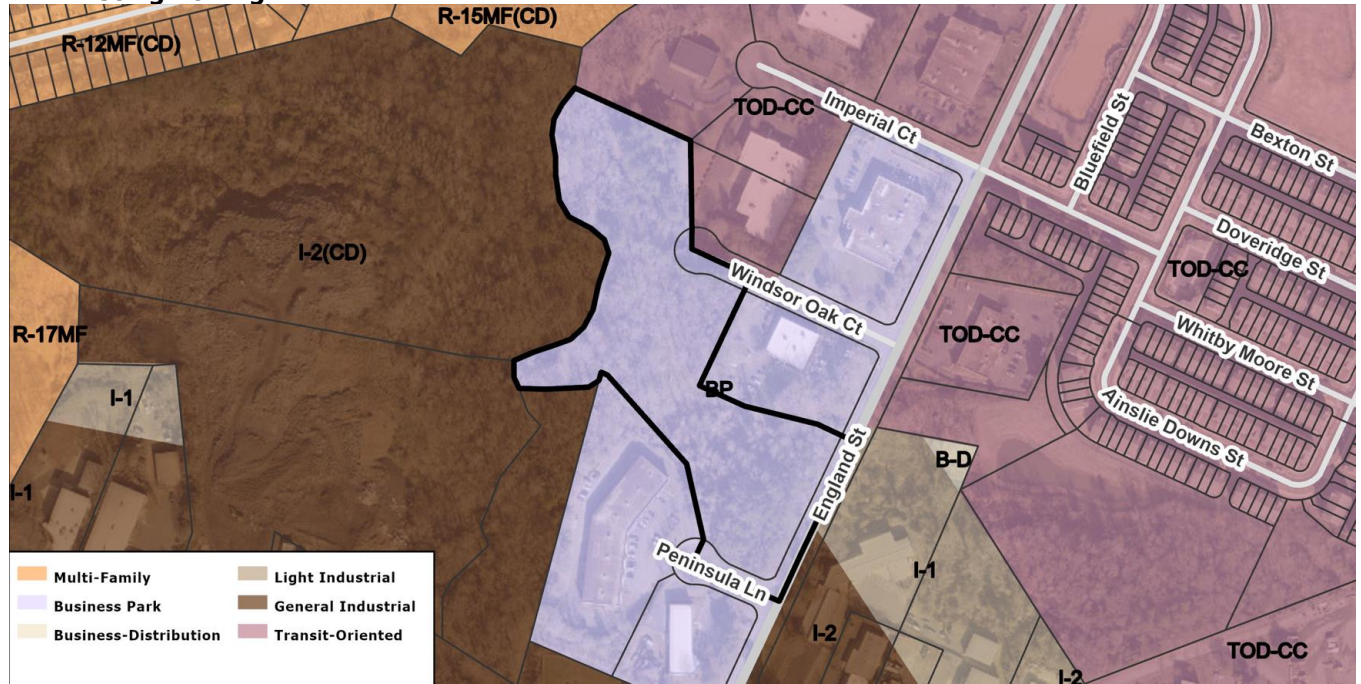 R-15MF(CD)
R-12MF(CD)
TOD-CC
Imperial Ct
Bluefield St
Bexton St
Doveridge St
TOD-CC
I-2(CD)
Windsor Oak Ct
R-17MF
TOD-CC
Whitby Moore St
I-1
BP
Ainslie Downs St
England St
B-D
I-1
Peninsula Ln
I-1
I-2
TOD-CC
I-2
Multi-Family
Light Industrial
Business Park
General Industrial
Business-Distribution
Transit-Oriented